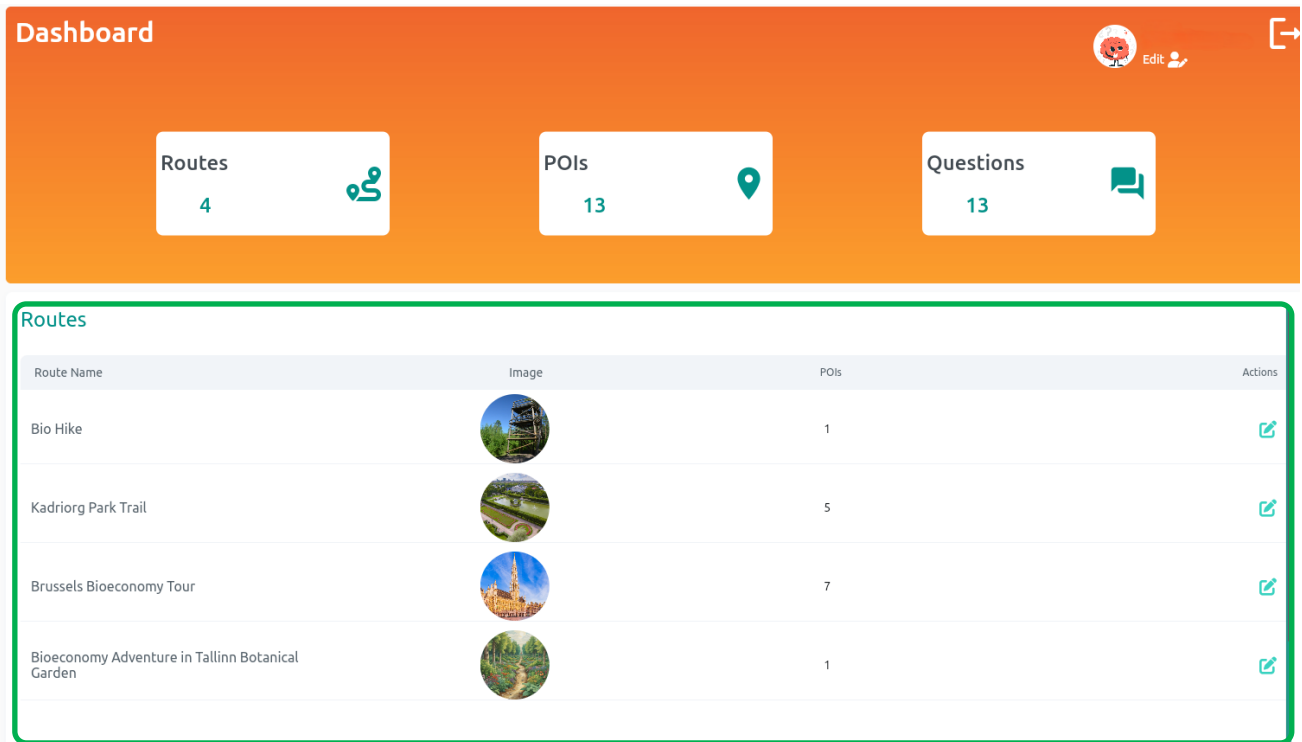 Dashboard
Edit
Routes
4
POIs
13
Questions
13
Routes
Route Name Image POIs Actions
Bio Hike 1
Kadriorg Park Trail 5
Brussels Bioeconomy Tour 7
Bioeconomy Adventure in Tallinn Botanical
Garden 1